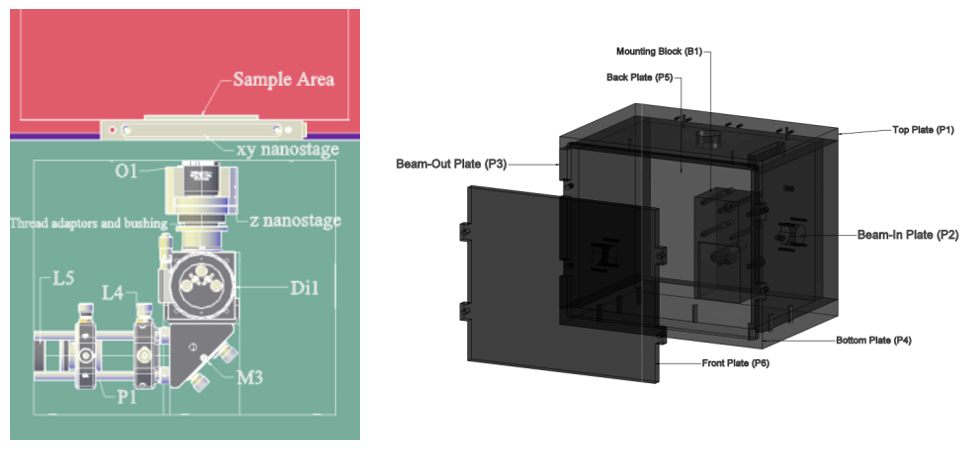 Sample Area
xy nanostage
O1
z nanostage
Thread adaptors and bushing
L5
L4
Di1
M3
P1
Mounting Block (B1)
Back Plate (P5)
Top Plate (P1)
Beam-Out Plate (P3)
Beam-In Plate (P2)
Bottom Plate (P4)
Front Plate (P6)